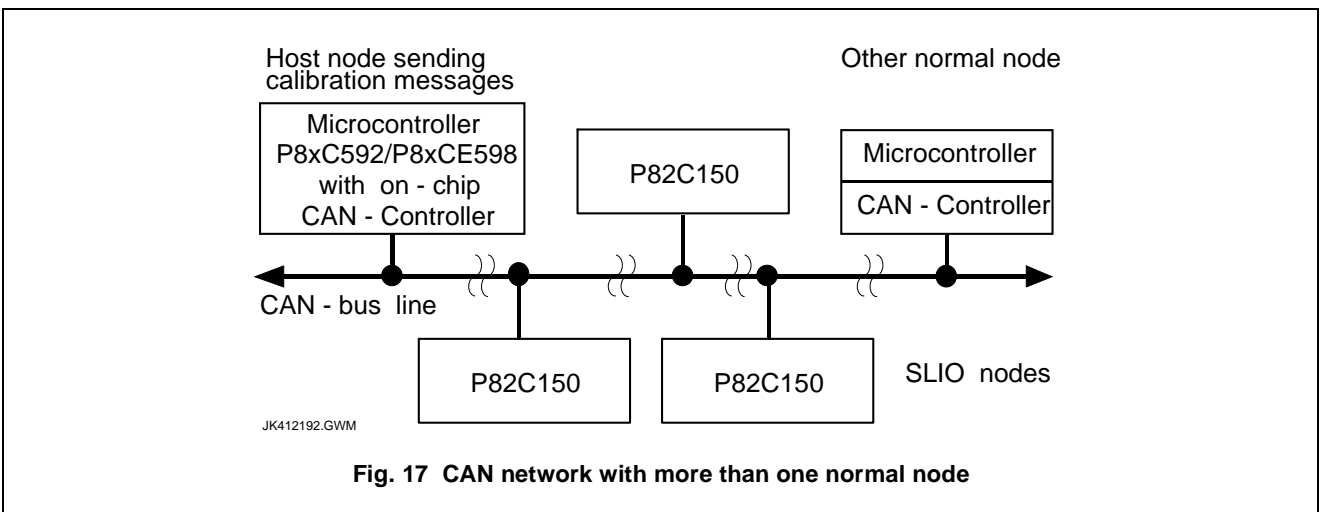 Host node sending
calibration messages
Other normal node
Microcontroller
P8xC592/P8xCE598
with on - chip
CAN - Controller
P82C150
Microcontroller
CAN - Controller
CAN - bus line
P82C150
P82C150
SLIO nodes
JK412192.GWM
Fig. 17 CAN network with more than one normal node